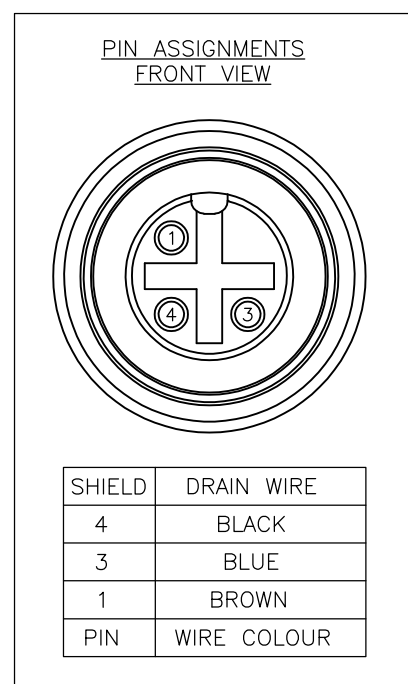 PIN ASSIGNMENTS
FRONT VIEW
1
4 3
SHIELD DRAIN WIRE
4 BLACK
3 BLUE
1 BROWN
PIN WIRE COLOUR